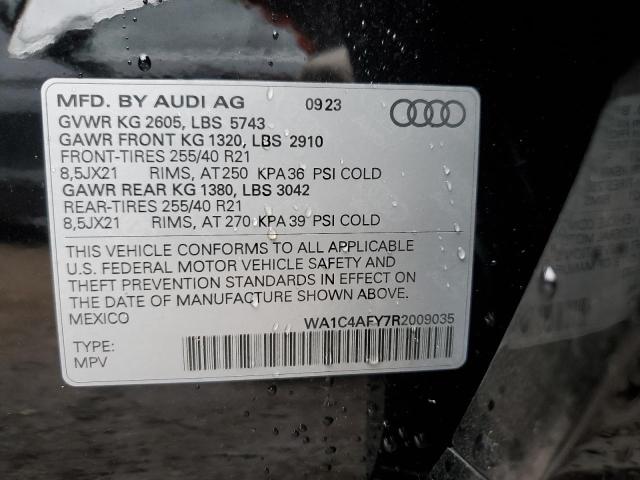 MFD. BY AUDI AG 09 23
GVWR KG 2605, LBS 5743
GAWR FRONT KG 1320, LBS 2910
FRONT-TIRES 255/40 R21
8,5JX21 RIMS, AT 250 KPA 36 PSI COLD
GAWR REAR KG 1380, LBS 3042
REAR-TIRES 255/40 R21
8,5JX21 RIMS, AT 270 KPA 39 PSI COLD
THIS VEHICLE CONFORMS TO ALL APPLICABLE
U.S. FEDERAL MOTOR VEHICLE SAFETY AND
THEFT PREVENTION STANDARDS IN EFFECT ON
THE DATE OF MANUFACTURE SHOWN ABOVE.
MEXICO WA1C4AFY7R2009035
TYPE:
MPV